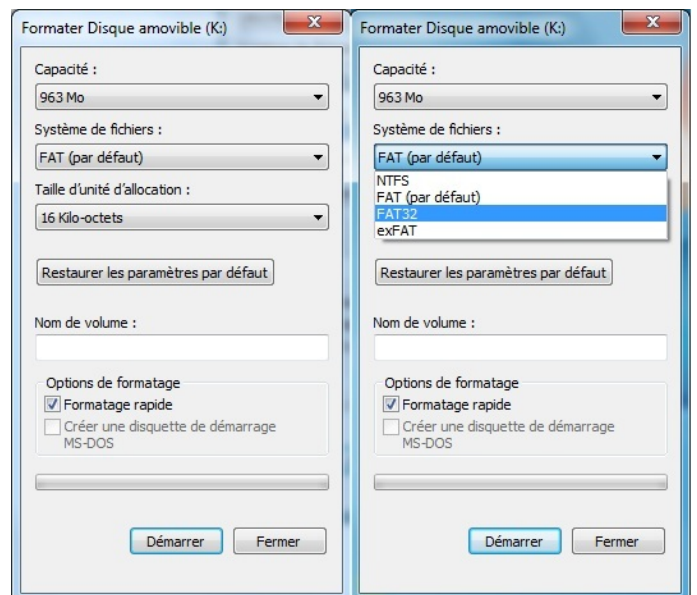 Formater Disque amovible (K:)
Capacité :
963 Mo
Système de fichiers :
FAT (par défaut)
Taille d'unité d'allocation :
16 Kilo-octets
Restaurer les paramètres par défaut
Nom de volume :
Options de formatage
Formatage rapide
Créer une disquette de démarrage
MS-DOS
Démarrer
Fermer
Formater Disque amovible (K:)
Capacité :
963 Mo
Système de fichiers :
FAT (par défaut)
NTFS
FAT (par défaut)
FAT32
exFAT
Restaurer les paramètres par défaut
Nom de volume :
Options de formatage
Formatage rapide
Créer une disquette de démarrage
MS-DOS
Démarrer
Fermer